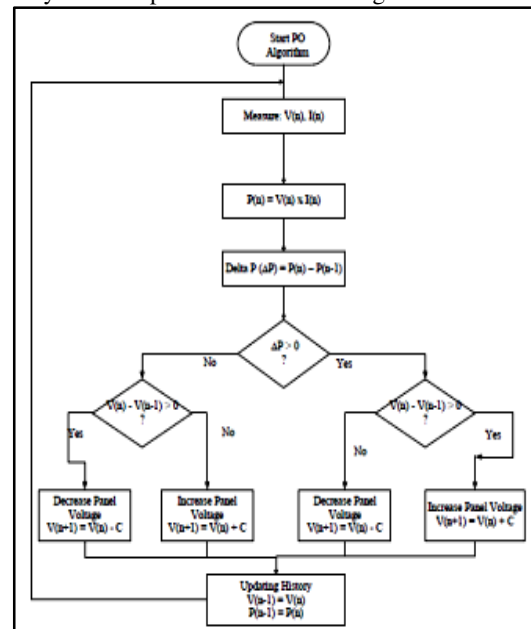 Start PO
Algorithm
Measure: V(n), I(n)
P(n) = V(n) x I(n)
Delta P (ΔP) = P(n) – P(n-1)
ΔP > 0
?
No
Yes
V(n) - V(n-1) > 0
?
V(n) - V(n-1) > 0
?
Yes
No
No
Yes
Decrease Panel
Voltage
V(n+1) = V(n) - C
Increase Panel
Voltage
V(n+1) = V(n) + C
Decrease Panel
Voltage
V(n+1) = V(n) - C
Increase Panel Voltage
V(n+1) = V(n) + C
Updating History
V(n-1) = V(n)
P(n-1) = P(n)